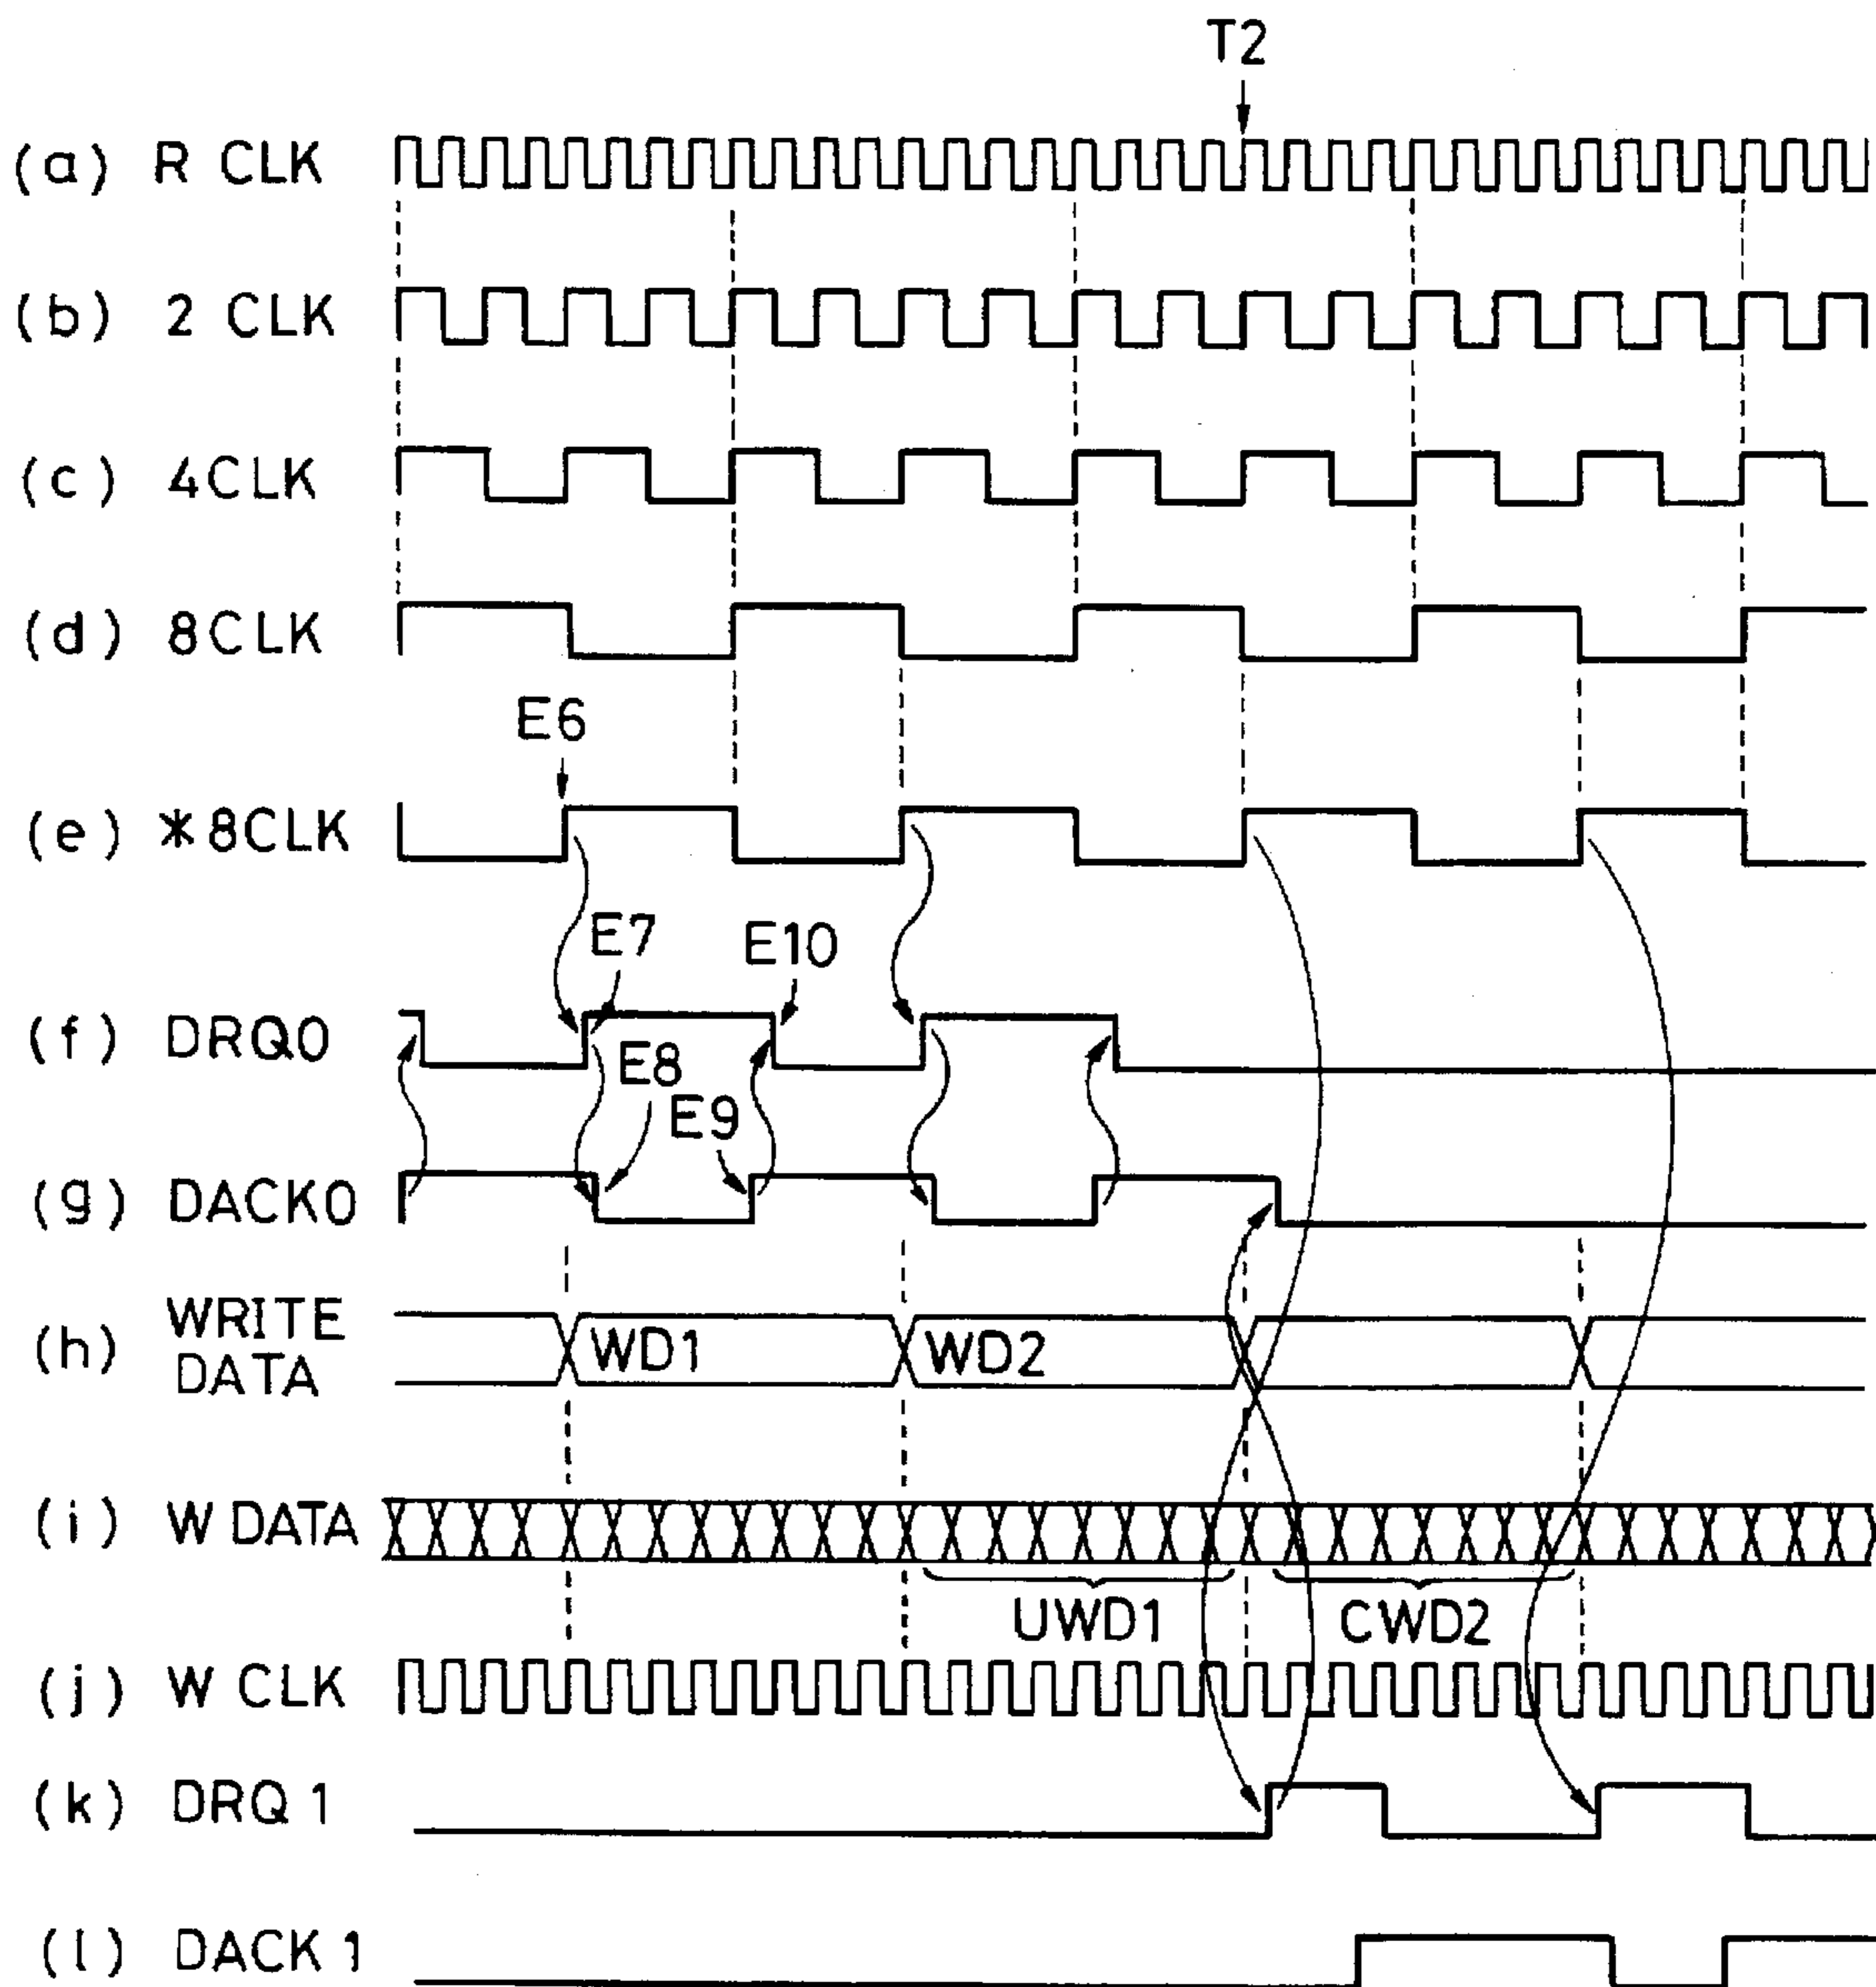 T2
(a) R CLK
(b) 2 CLK
(c) 4CLK
(d) 8CLK
E6
(e) *8CLK
E7 E10
(f) DRQ0
E8
E9
(g) DACK0
(h) WRITE DATA WD1 WD2
(i) W DATA
UWD1 CWD2
(j) W CLK
(k) DRQ 1
(l) DACK 1